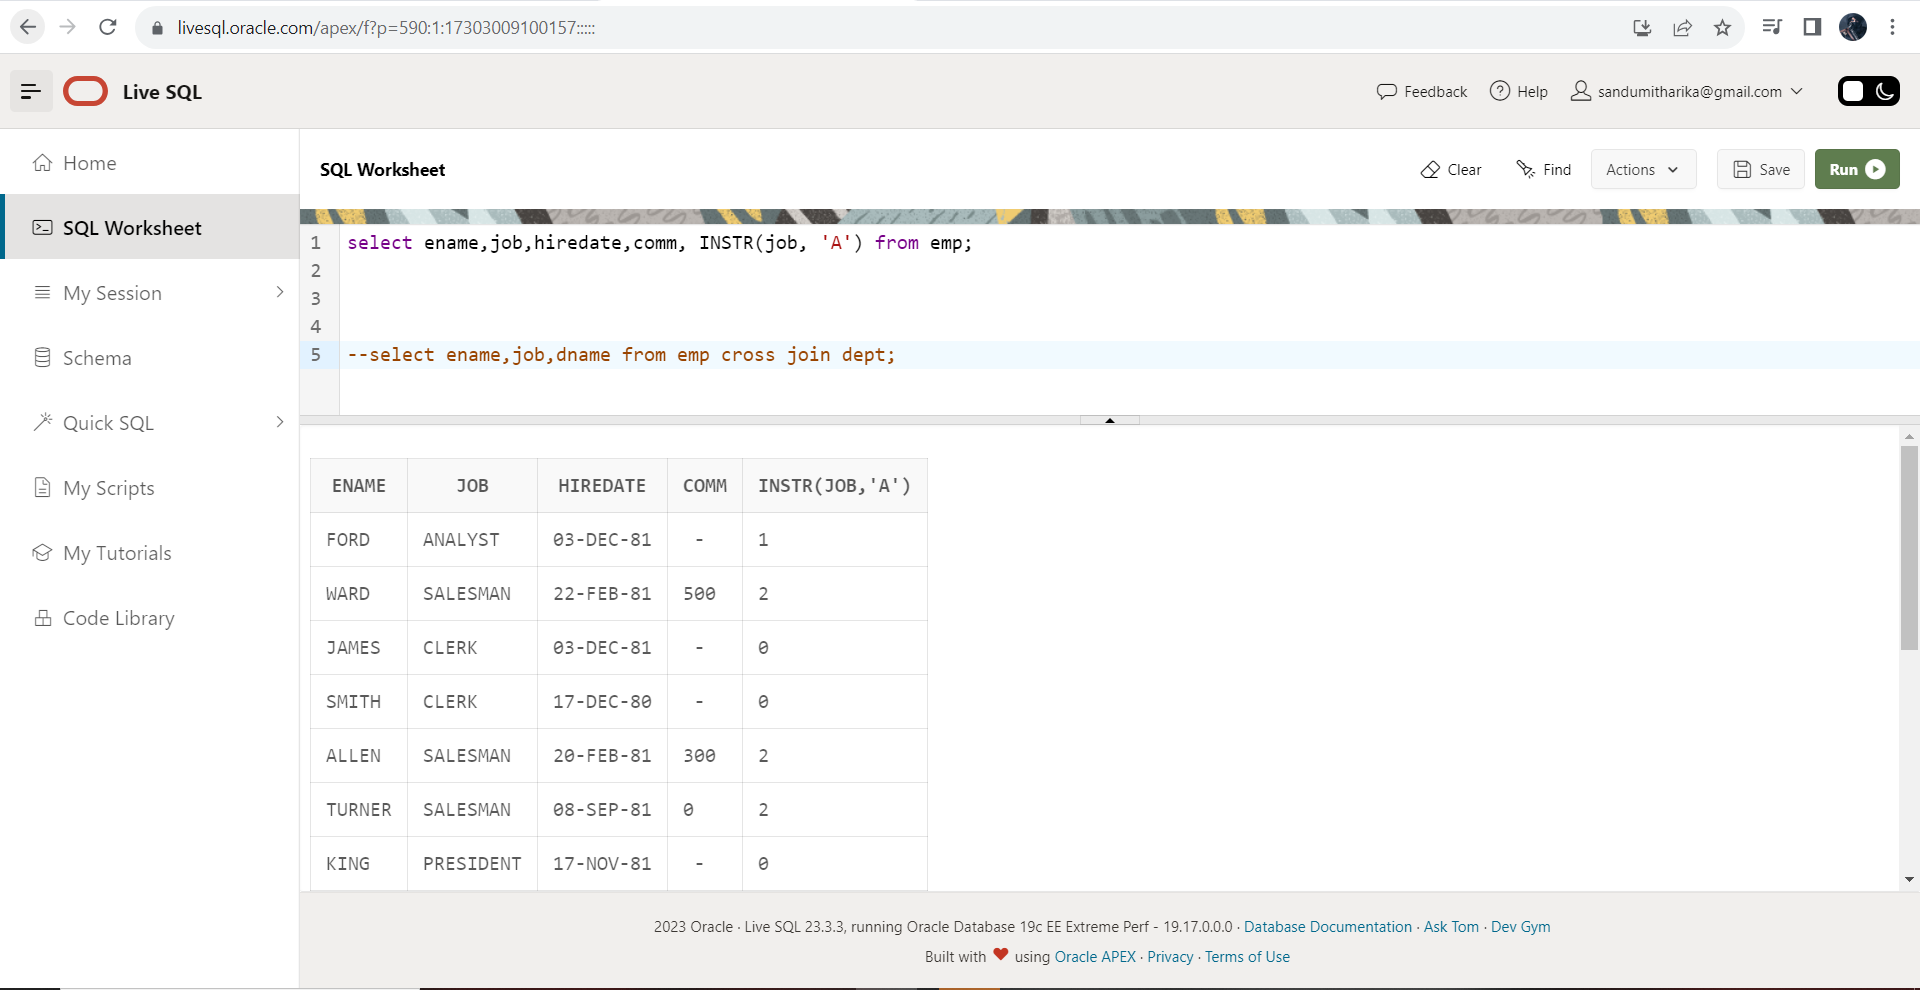 livesql.oracle.com/apex/f?p=590:1:17303009100157:::::
Live SQL
Feedback
Help
sandumitharika@gmail.com
Home
SQL Worksheet
My Session
Schema
Quick SQL
My Scripts
My Tutorials
Code Library
SQL Worksheet
Clear
Find
Actions
Save
Run
1 select ename,job,hiredate,comm, INSTR(job, 'A') from emp;
2
3
4
5 --select ename,job,dname from emp cross join dept;
ENAME JOB HIREDATE COMM INSTR(JOB,'A')
FORD ANALYST 03-DEC-81 - 1
WARD SALESMAN 22-FEB-81 500 2
JAMES CLERK 03-DEC-81 - 0
SMITH CLERK 17-DEC-80 - 0
ALLEN SALESMAN 20-FEB-81 300 2
TURNER SALESMAN 08-SEP-81 0 2
KING PRESIDENT 17-NOV-81 - 0
2023 Oracle · Live SQL 23.3.3, running Oracle Database 19c EE Extreme Perf - 19.17.0.0.0 · Database Documentation · Ask Tom · Dev Gym
Built with ❤ using Oracle APEX · Privacy · Terms of Use